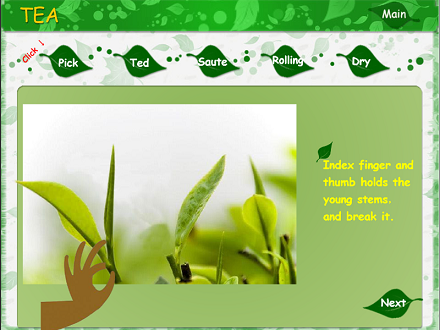 TEA
Main
Click !
Pick
Ted
Saute
Rolling
Dry
Index finger and
thumb holds the
young stems.
and break it.
Next